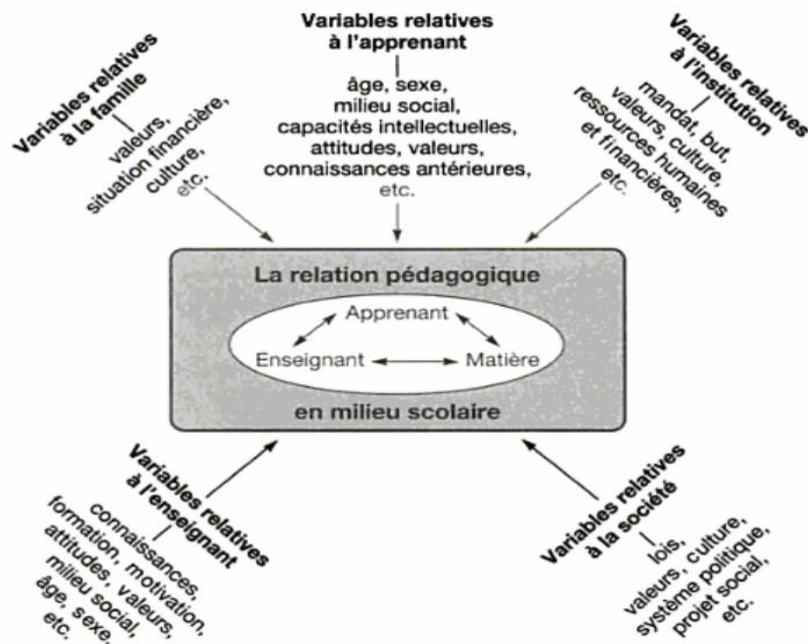 Variables relatives
à l'apprenant
âge, sexe,
milieu social,
capacités intellectuelles,
attitudes, valeurs,
connaissances antérieures,
etc.
Variables relatives
à la famille
valeurs,
situation financière,
culture,
etc.
Variables relatives
à l'institution
mandat, but,
valeurs, culture,
ressources humaines
et financières,
etc.
La relation pédagogique
Apprenant
Enseignant
Matière
en milieu scolaire
Variables relatives
à l'enseignant
connaissances,
formation, motivation,
attitudes, valeurs,
milieu social,
âge, sexe,
etc.
Variables relatives
à la société
lois,
valeurs, culture,
système politique,
projet social,
etc.